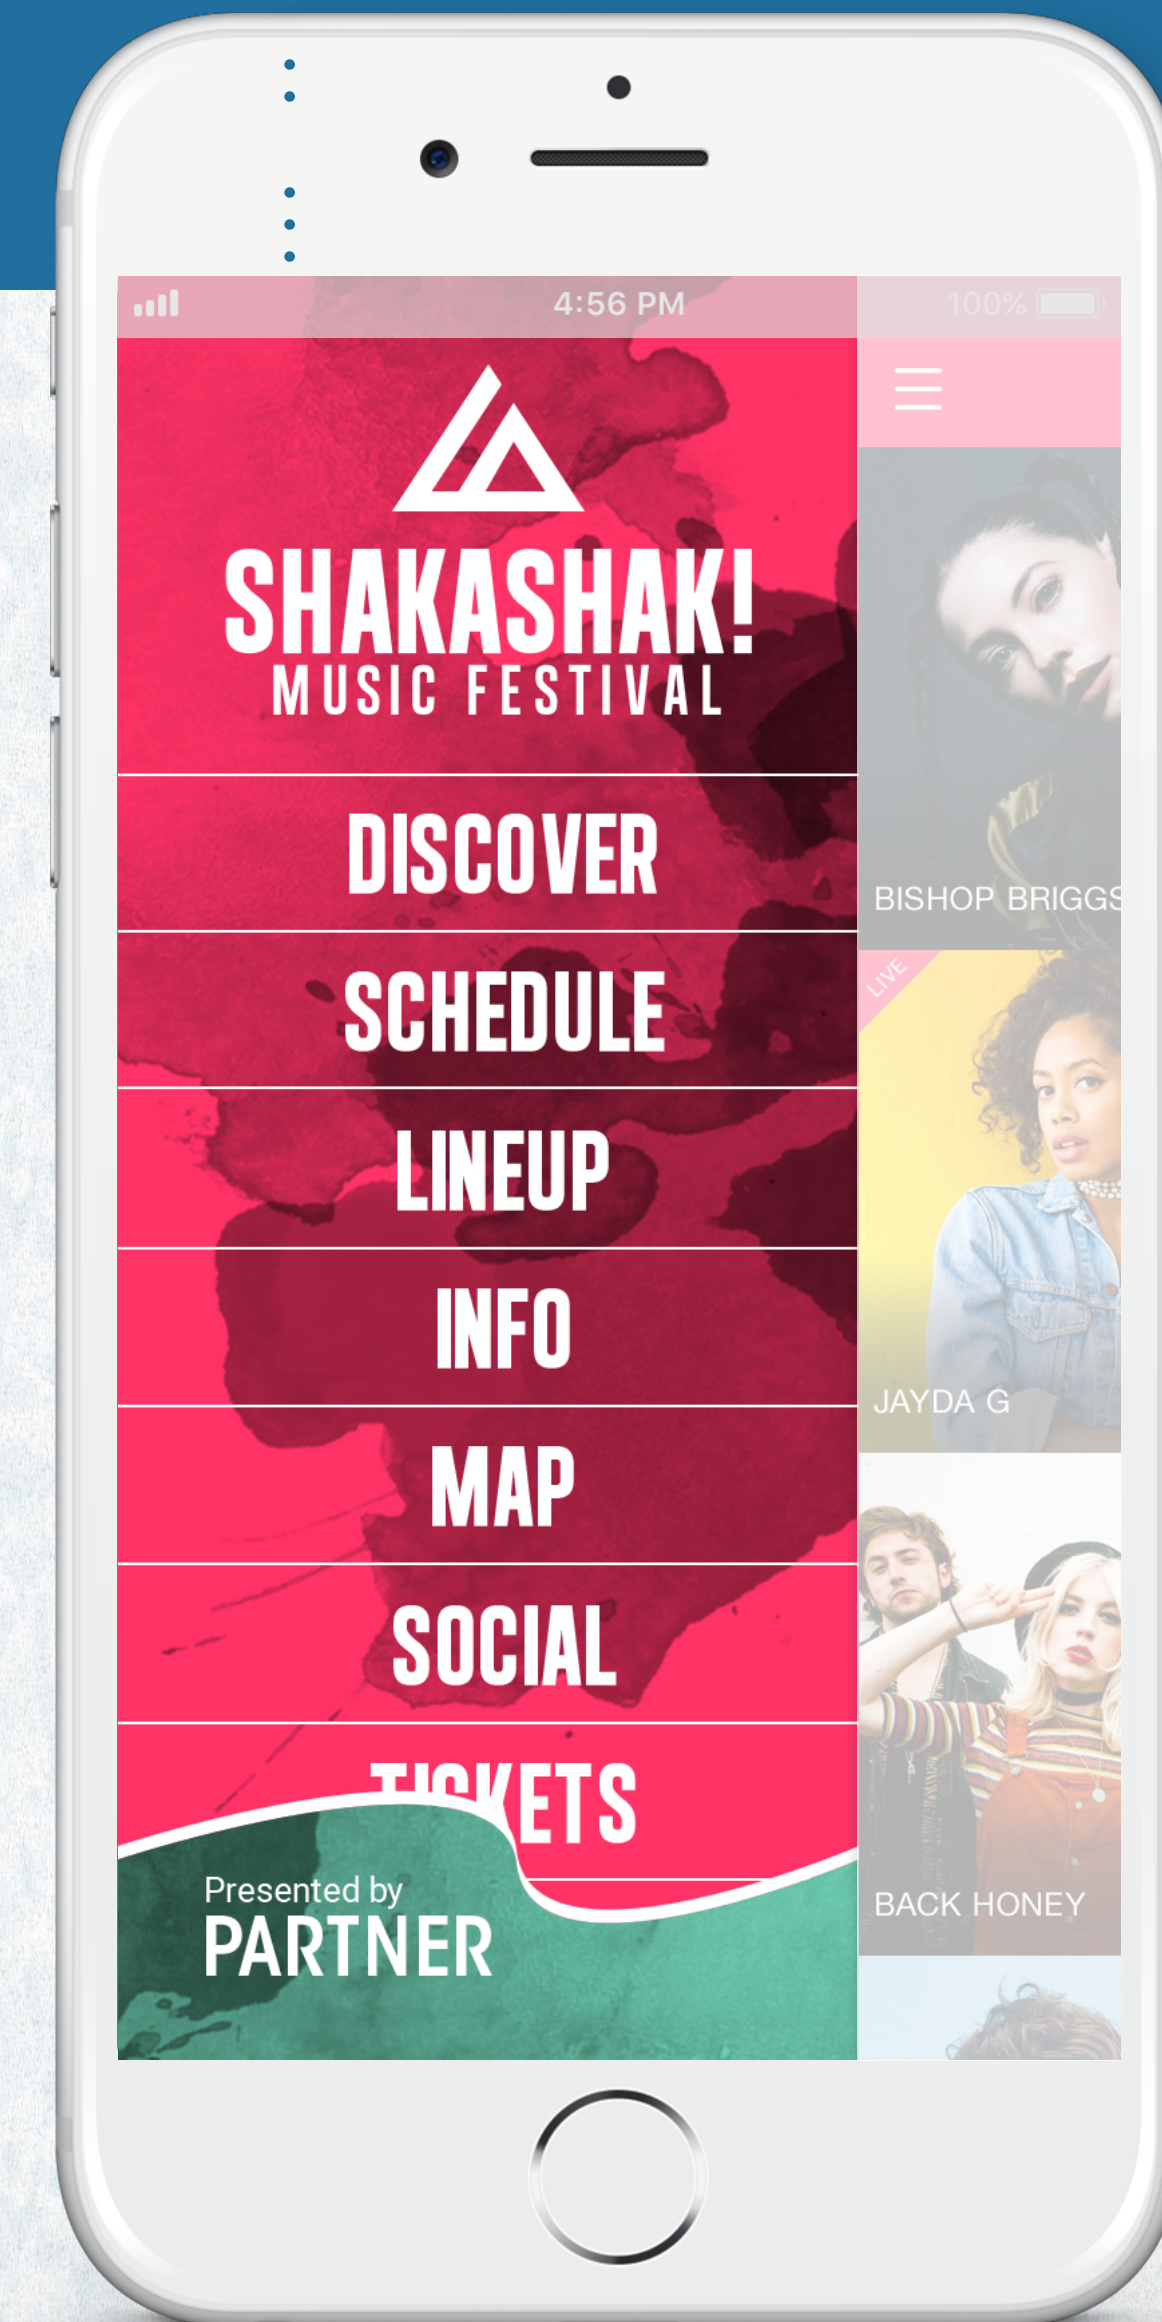 4:56 PM
100%
SHAKASHAK!
MUSIC FESTIVAL
DISCOVER
SCHEDULE
LINEUP
INFO
MAP
SOCIAL
TICKETS
Presented by
PARTNER
BISHOP BRIGGS
LIVE
JAYDA G
BACK HONEY